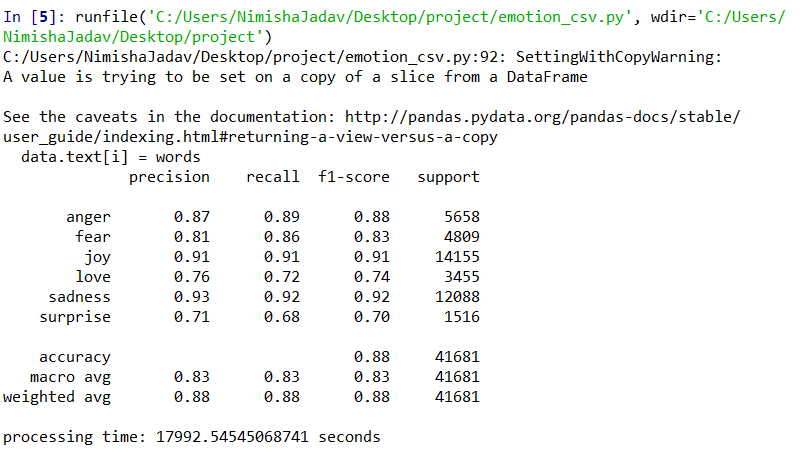 In [5]: runfile('C:/Users/NimishaJadav/Desktop/project/emotion_csv.py', wdir='C:/Users/
NimishaJadav/Desktop/project')
C:/Users/NimishaJadav/Desktop/project/emotion_csv.py:92: SettingWithCopyWarning:
A value is trying to be set on a copy of a slice from a DataFrame

See the caveats in the documentation: http://pandas.pydata.org/pandas-docs/stable/
user_guide/indexing.html#returning-a-view-versus-a-copy
  data.text[i] = words
              precision    recall  f1-score   support

       anger       0.87      0.89      0.88      5658
        fear       0.81      0.86      0.83      4809
         joy       0.91      0.91      0.91     14155
        love       0.76      0.72      0.74      3455
     sadness       0.93      0.92      0.92     12088
    surprise       0.71      0.68      0.70      1516

    accuracy                           0.88     41681
   macro avg       0.83      0.83      0.83     41681
weighted avg       0.88      0.88      0.88     41681

processing time: 17992.54545068741 seconds